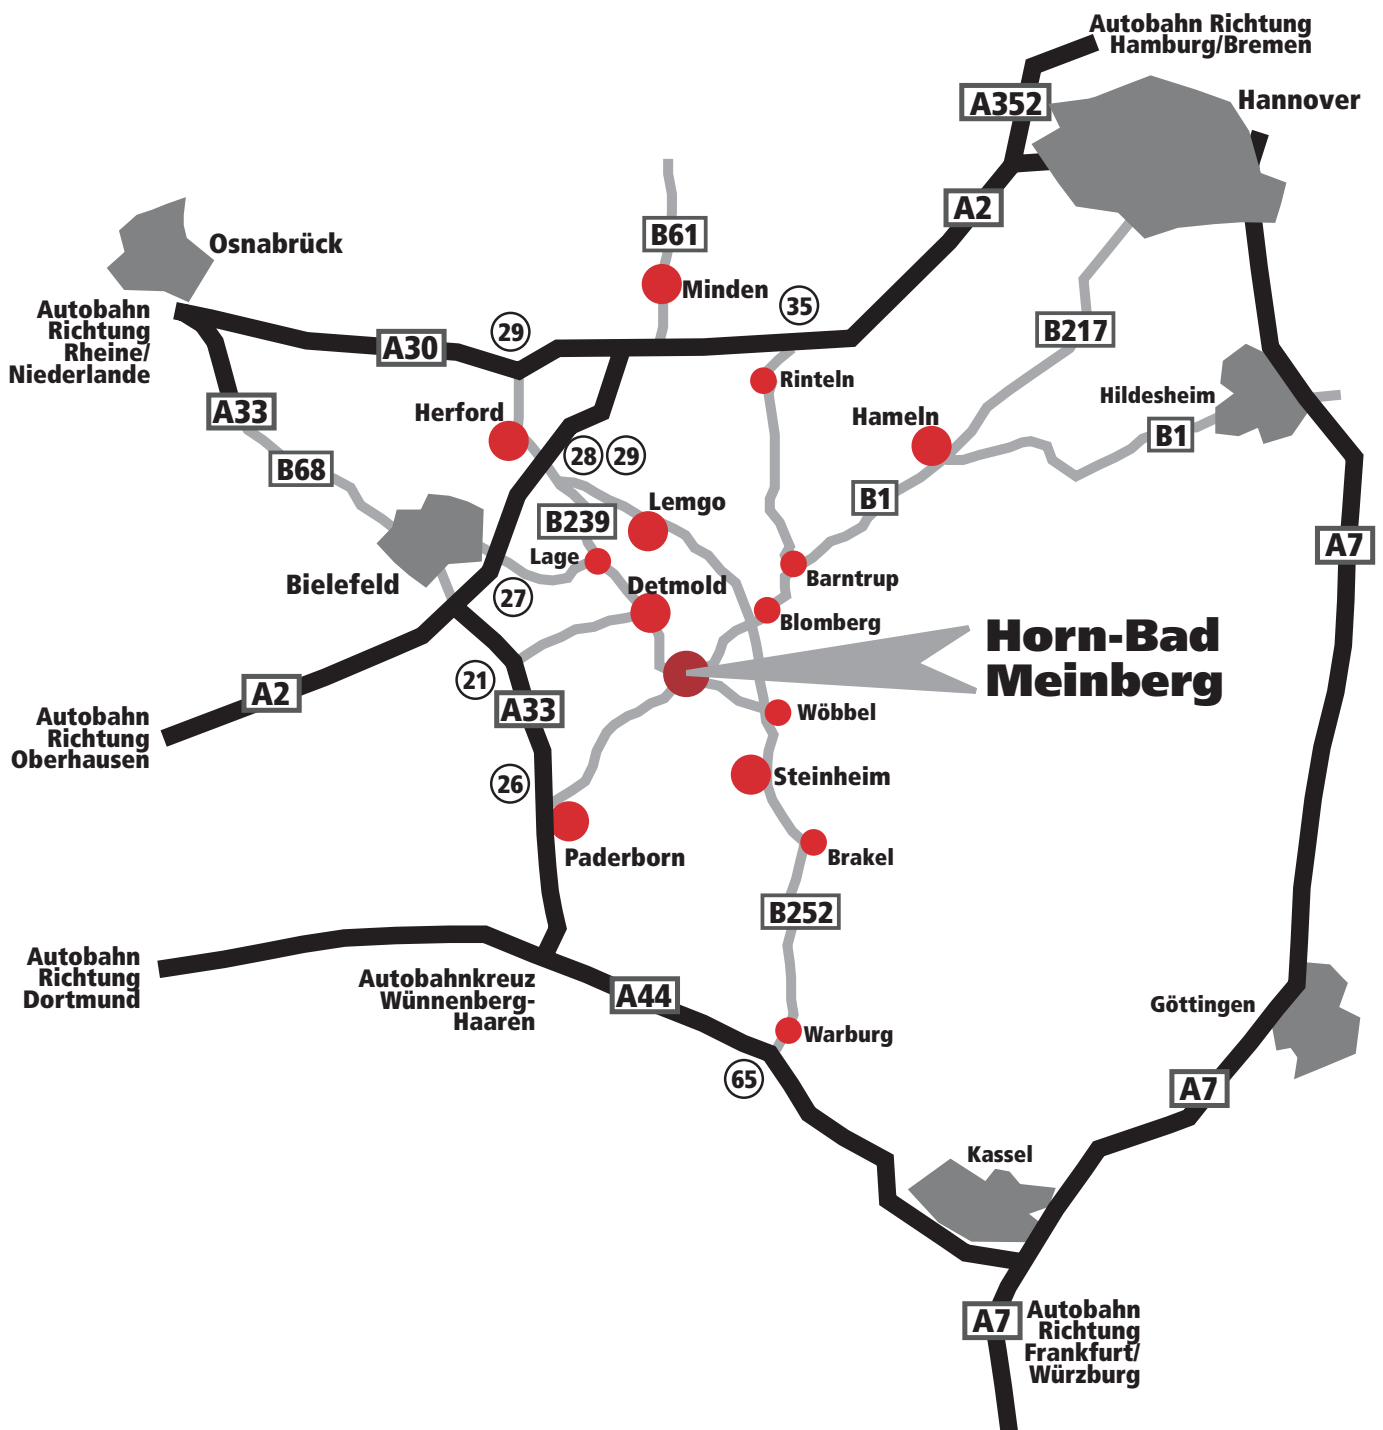 Autobahn Richtung
Hamburg/Bremen
A352
Hannover
A2
B61
Osnabrück
Minden
Autobahn
Richtung
Rheine/
Niederlande
35
29
A30
B217
Rinteln
A33
Herford
Hameln
Hildesheim
B1
28
29
B68
B1
Lemgo
B239
A7
Lage
Bielefeld
Detmold
Barntrup
27
Blomberg
Horn-Bad
Meinberg
21
A2
A33
Wöbbel
Autobahn
Richtung
Oberhausen
26
Steinheim
Paderborn
Brakel
B252
Autobahn
Richtung
Dortmund
Autobahnkreuz
Wünnenberg-
Haaren
A44
Göttingen
Warburg
65
A7
Kassel
A7
Autobahn
Richtung
Frankfurt/
Würzburg